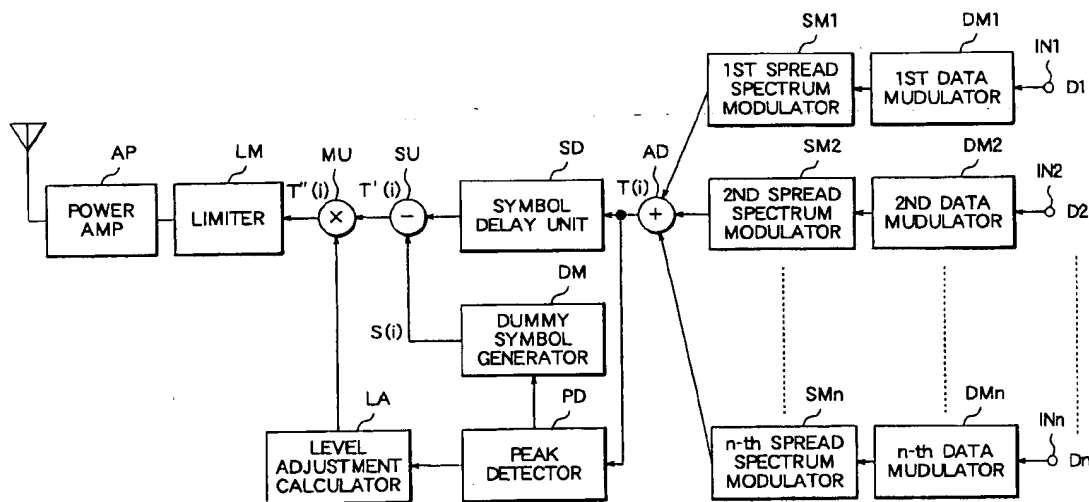 SM1
DM1
IN1
1ST SPREAD
SPECTRUM
MODULATOR
1ST DATA
MUDULATOR
D1
AP
LM
MU
SU
SD
AD
SM2
DM2
IN2
T"(i)
T'(i)
T(i)
POWER
AMP
LIMITER
×
−
SYMBOL
DELAY UNIT
+
2ND SPREAD
SPECTRUM
MODULATOR
2ND DATA
MUDULATOR
D2
DM
S(i)
DUMMY
SYMBOL
GENERATOR
LA
PD
SMn
DMn
INn
LEVEL
ADJUSTMENT
CALCULATOR
PEAK
DETECTOR
n-th SPREAD
SPECTRUM
MODULATOR
n-th DATA
MUDULATOR
Dn